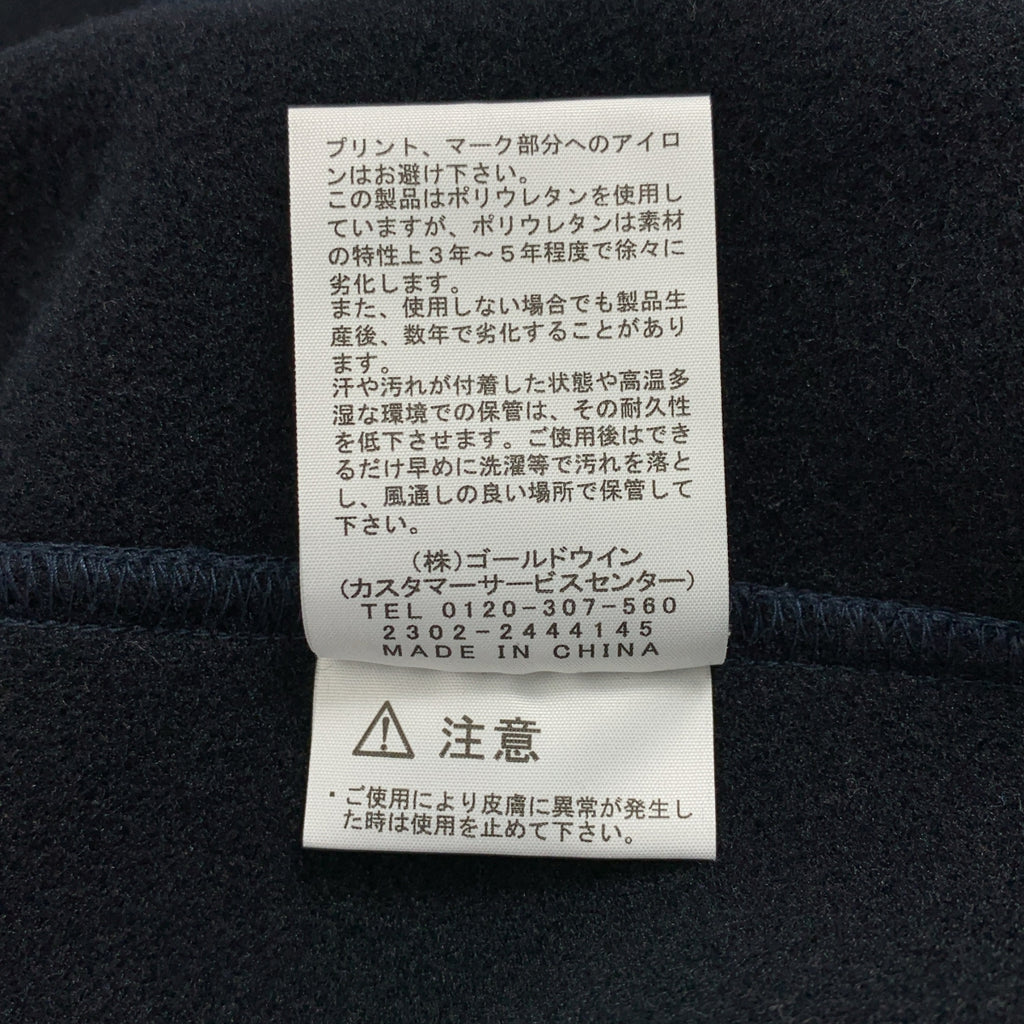 プリント、マーク部分へのアイロ
ンはお避け下さい。
この製品はポリウレタンを使用し
ていますが、ポリウレタンは素材
の特性上３年～５年程度で徐々に
劣化します。
また、使用しない場合でも製品生
産後、数年で劣化することがあり
ます。
汗や汚れが付着した状態や高温多
湿な環境での保管は、その耐久性
を低下させます。ご使用後はでき
るだけ早めに洗濯等で汚れを落と
し、風通しの良い場所で保管して
下さい。
（株）ゴールドウイン
（カスタマーサービスセンター）
TEL 0120-307-560
2302-2444145
MADE IN CHINA
注意
・ご使用により皮膚に異常が発生し
た時は使用を止めて下さい。